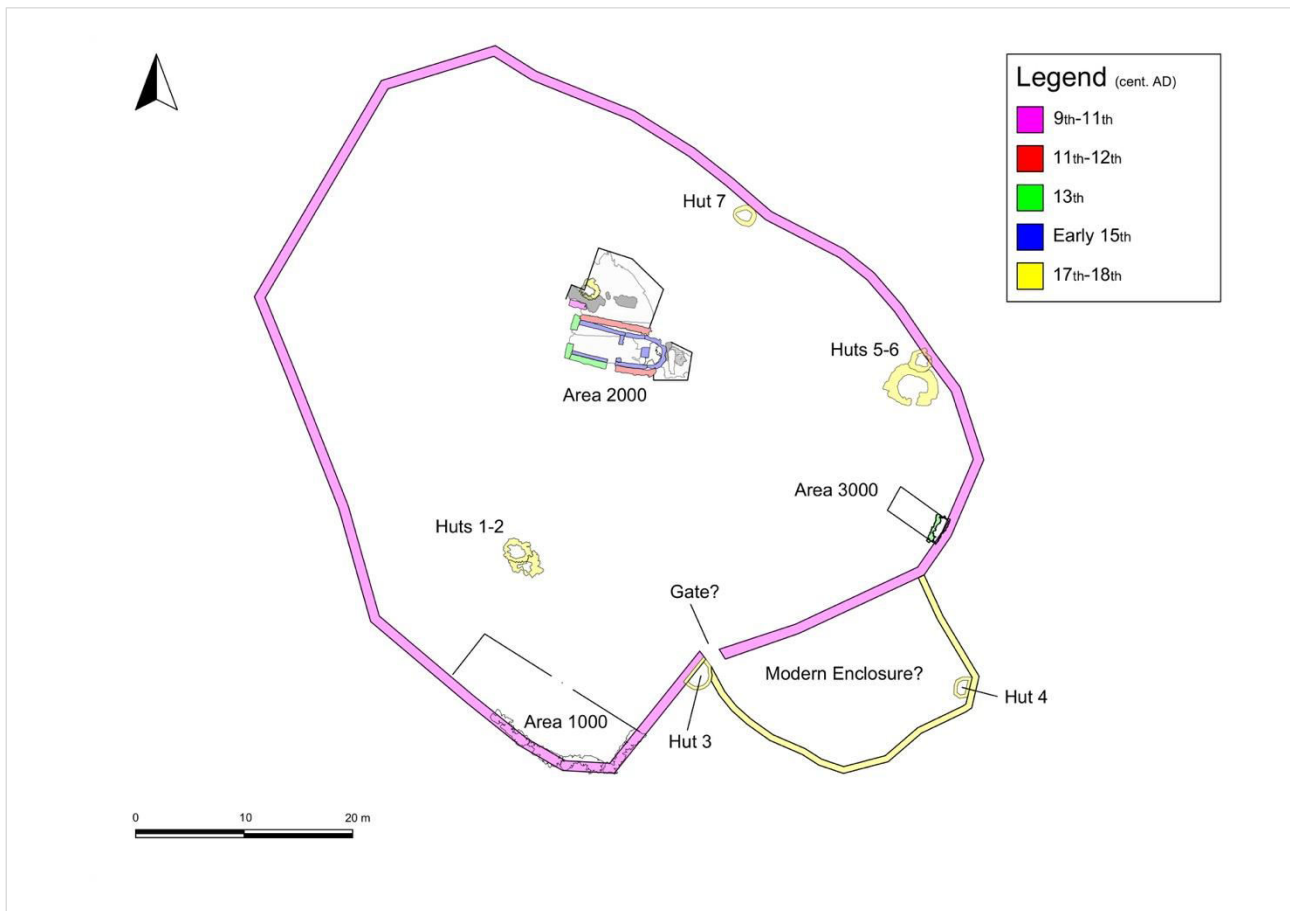 Legend (cent. AD)
9th-11th
11th-12th
13th
Early 15th
17th-18th
Hut 7
Huts 5-6
Area 2000
Area 3000
Huts 1-2
Gate?
Modern Enclosure?
Hut 4
Area 1000
Hut 3
0 10 20 m